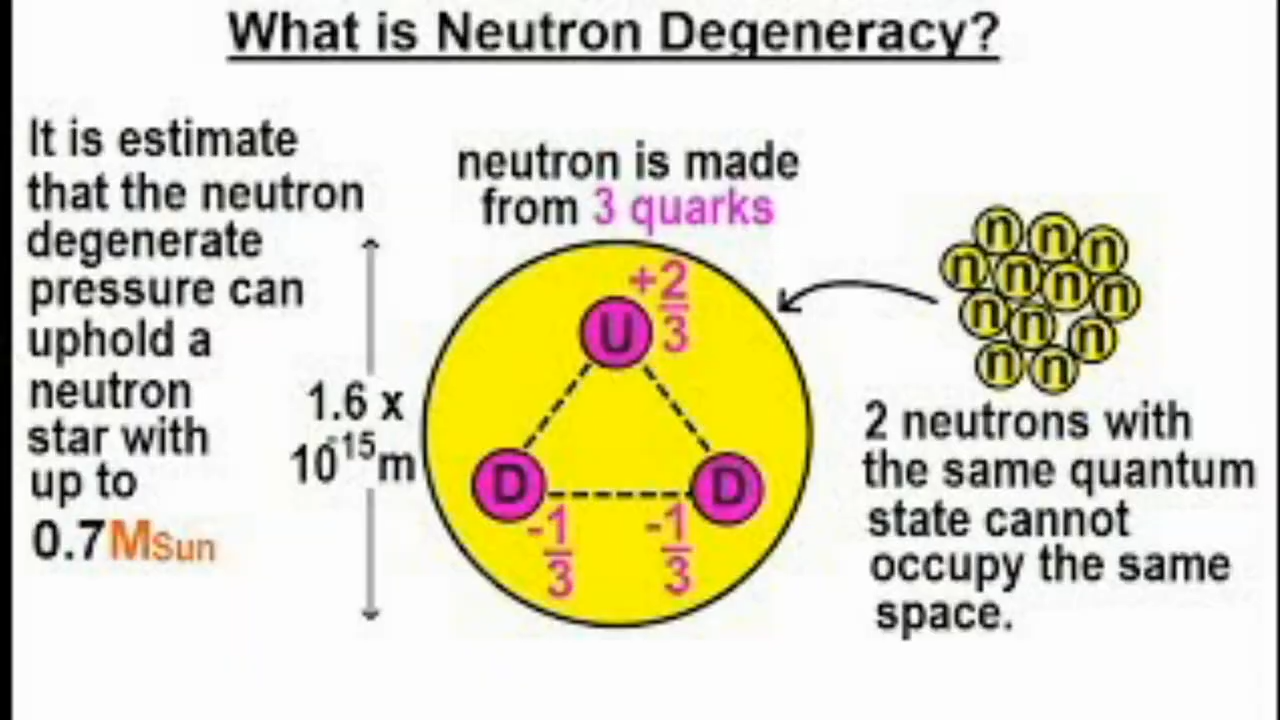 What is Neutron Degeneracy?
It is estimate
that the neutron
degenerate
pressure can
uphold a
neutron
star with
up to
0.7 MSun
neutron is made
from 3 quarks
1.6 x
10-15m
+2
3
U
D
D
-1
3
-1
3
n n n
n n n n
n n n
n n
2 neutrons with
the same quantum
state cannot
occupy the same
space.